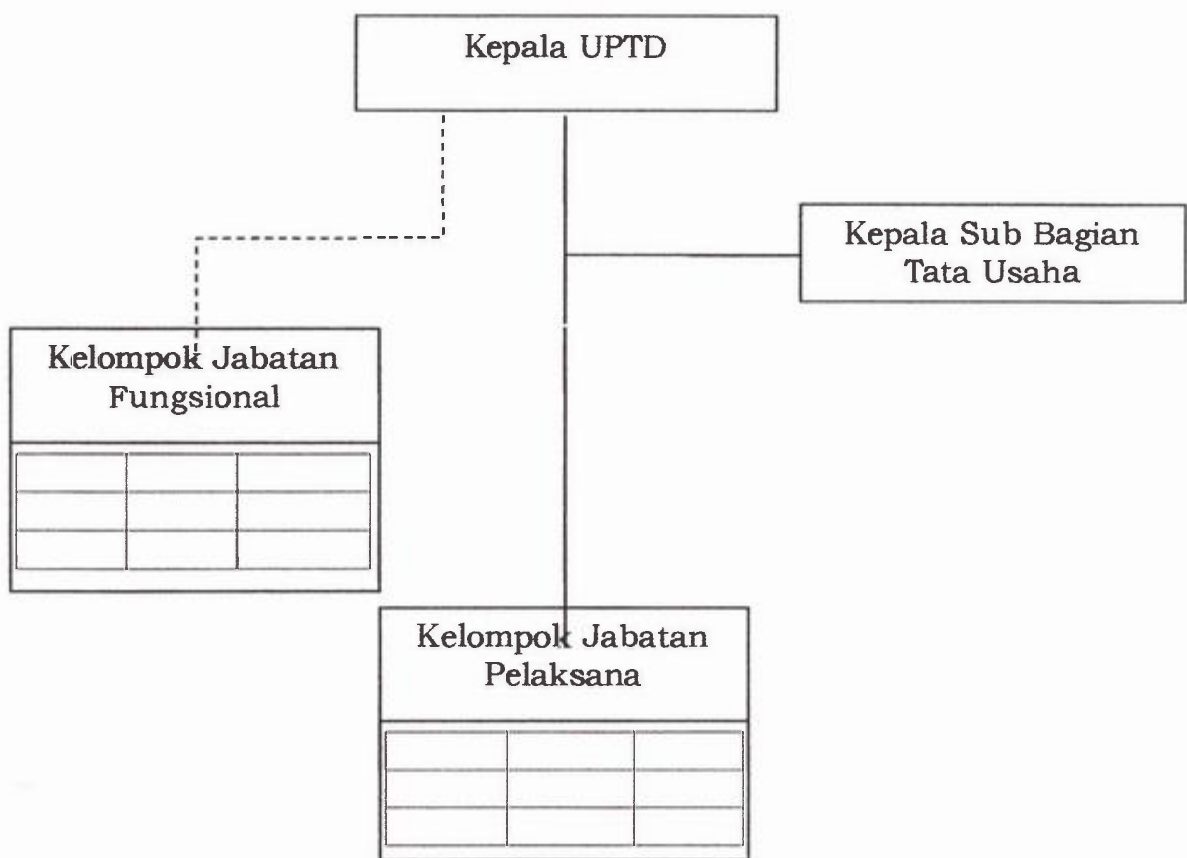 Kepala UPTD
Kepala Sub Bagian
Tata Usaha
Kelompok Jabatan
Fungsional
Kelompok Jabatan
Pelaksana